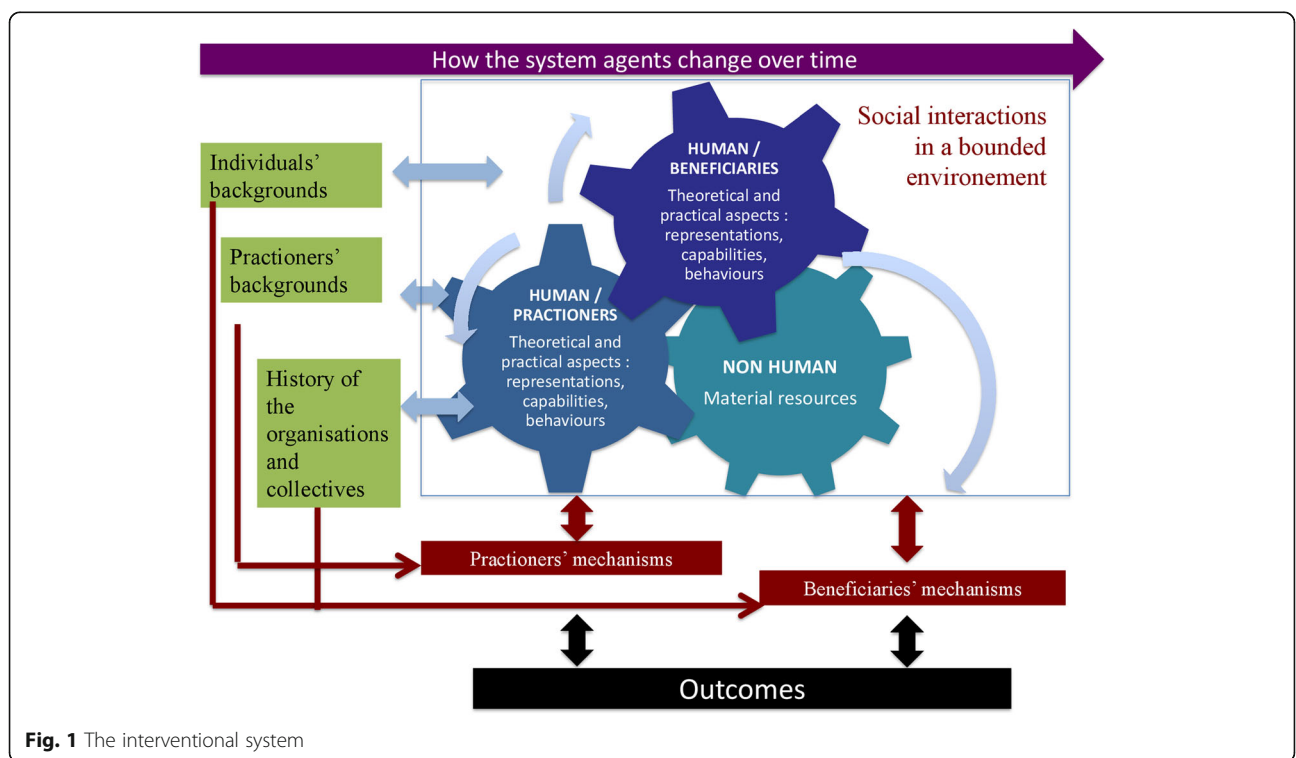 How the system agents change over time
Social interactions
in a bounded
environement
Individuals’
backgrounds
Practioners’
backgrounds
History of
the
organisations
and
collectives
HUMAN /
BENEFICIARIES
Theoretical and
practical aspects :
representations,
capabilities,
behaviours
HUMAN /
PRACTIONERS
Theoretical and
practical aspects :
representations,
capabilities,
behaviours
NON HUMAN
Material resources
Practioners’ mechanisms
Beneficiaries’ mechanisms
Outcomes
Fig. 1 The interventional system